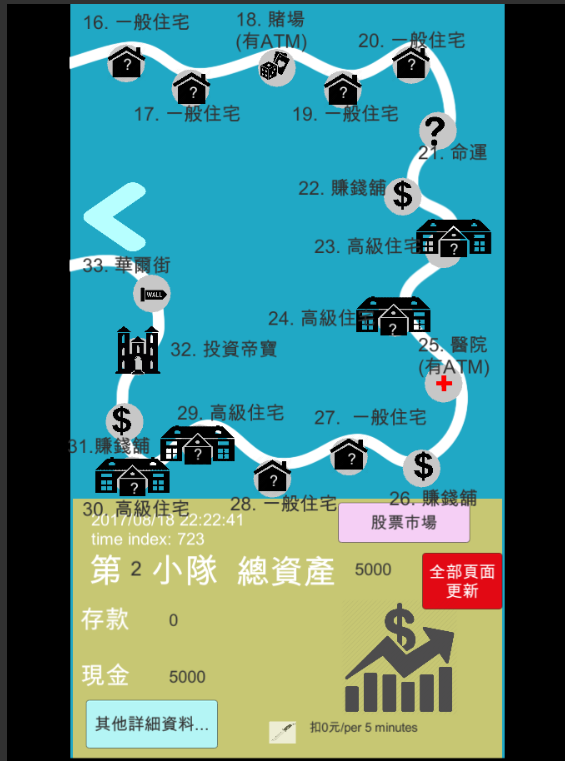 16. 一般住宅
18. 賭場
(有ATM)
20. 一般住宅
17. 一般住宅
19. 一般住宅
?
?
?
?
?
21. 命運
22. 賺錢舖
$
23. 高級住宅
?
33. 華爾街
WALL
24. 高級住
?
25. 醫院
(有ATM)
32. 投資帝寶
29. 高級住宅
27. 一般住宅
$
31.賺錢舖
?
?
?
$
?
30. 高級住宅
28. 一般住宅
26. 賺錢舖
2017/08/18 22:22:41
time index: 723
股票市場
第 2 小隊 總資產 5000
全部頁面
更新
存款 0
現金 5000
$
其他詳細資料...
扣0元/per 5 minutes